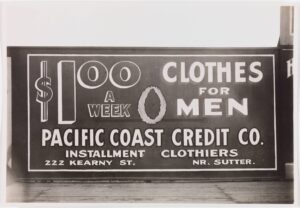 $1.00 A WEEK
CLOTHES
FOR
MEN
PACIFIC COAST CREDIT CO.
INSTALLMENT CLOTHIERS
222 KEARNY ST. NR. SUTTER.